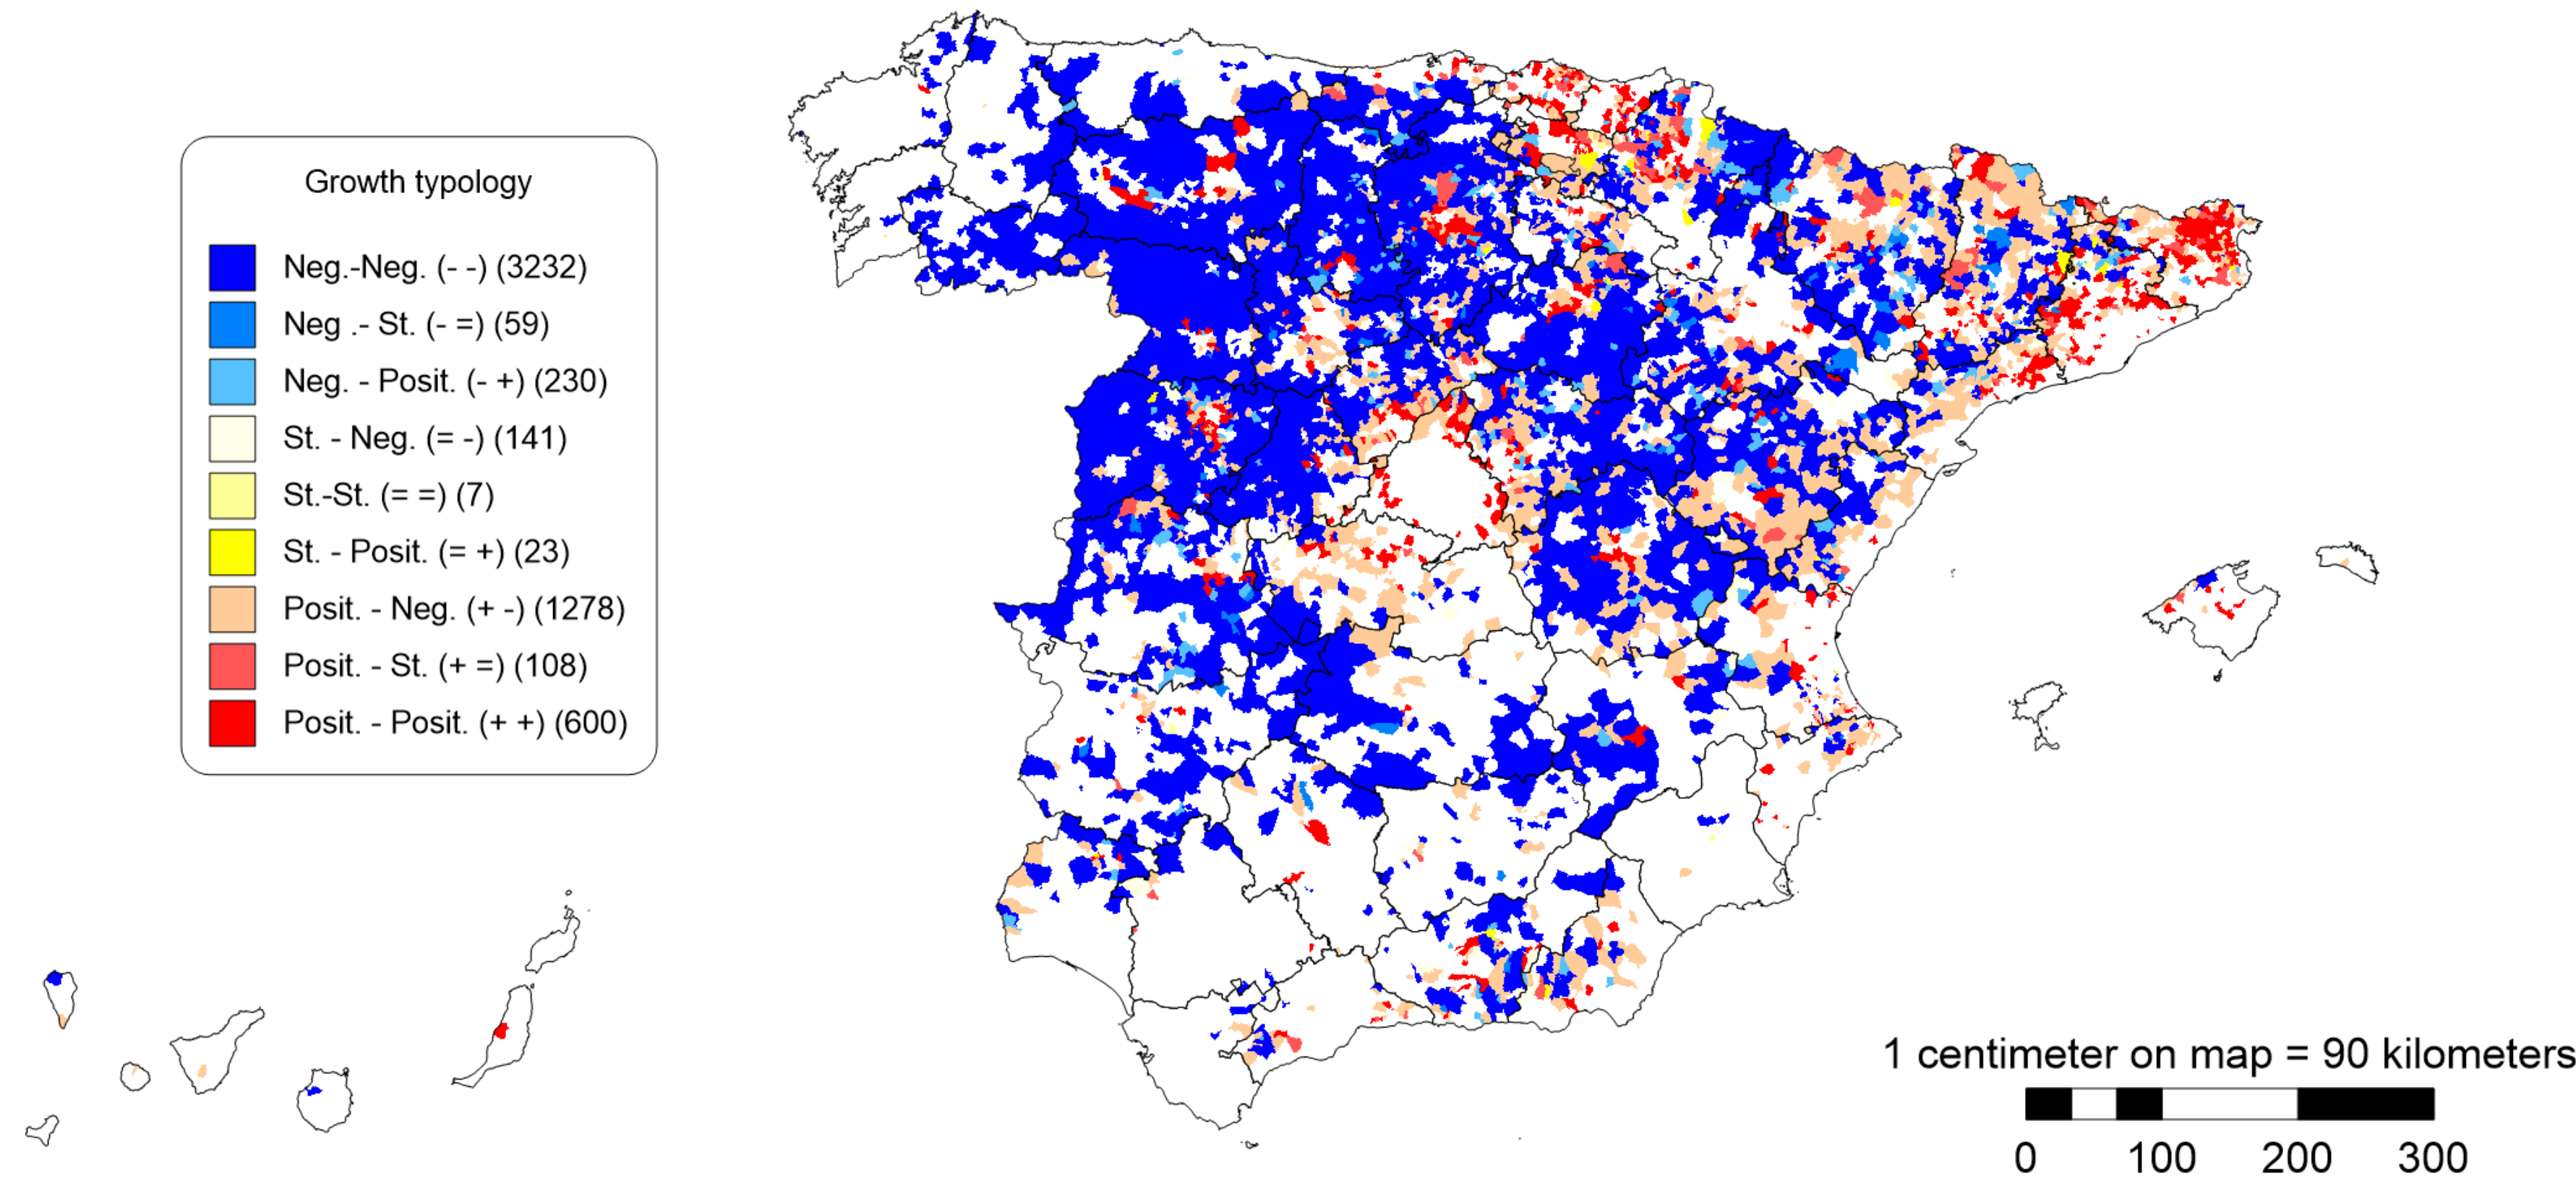 Growth typology
Neg.-Neg. (- -) (3232)
Neg .- St. (- =) (59)
Neg. - Posit. (- +) (230)
St. - Neg. (= -) (141)
St.-St. (= =) (7)
St. - Posit. (= +) (23)
Posit. - Neg. (+ -) (1278)
Posit. - St. (+ =) (108)
Posit. - Posit. (+ +) (600)
1 centimeter on map = 90 kilometers
0 100 200 300